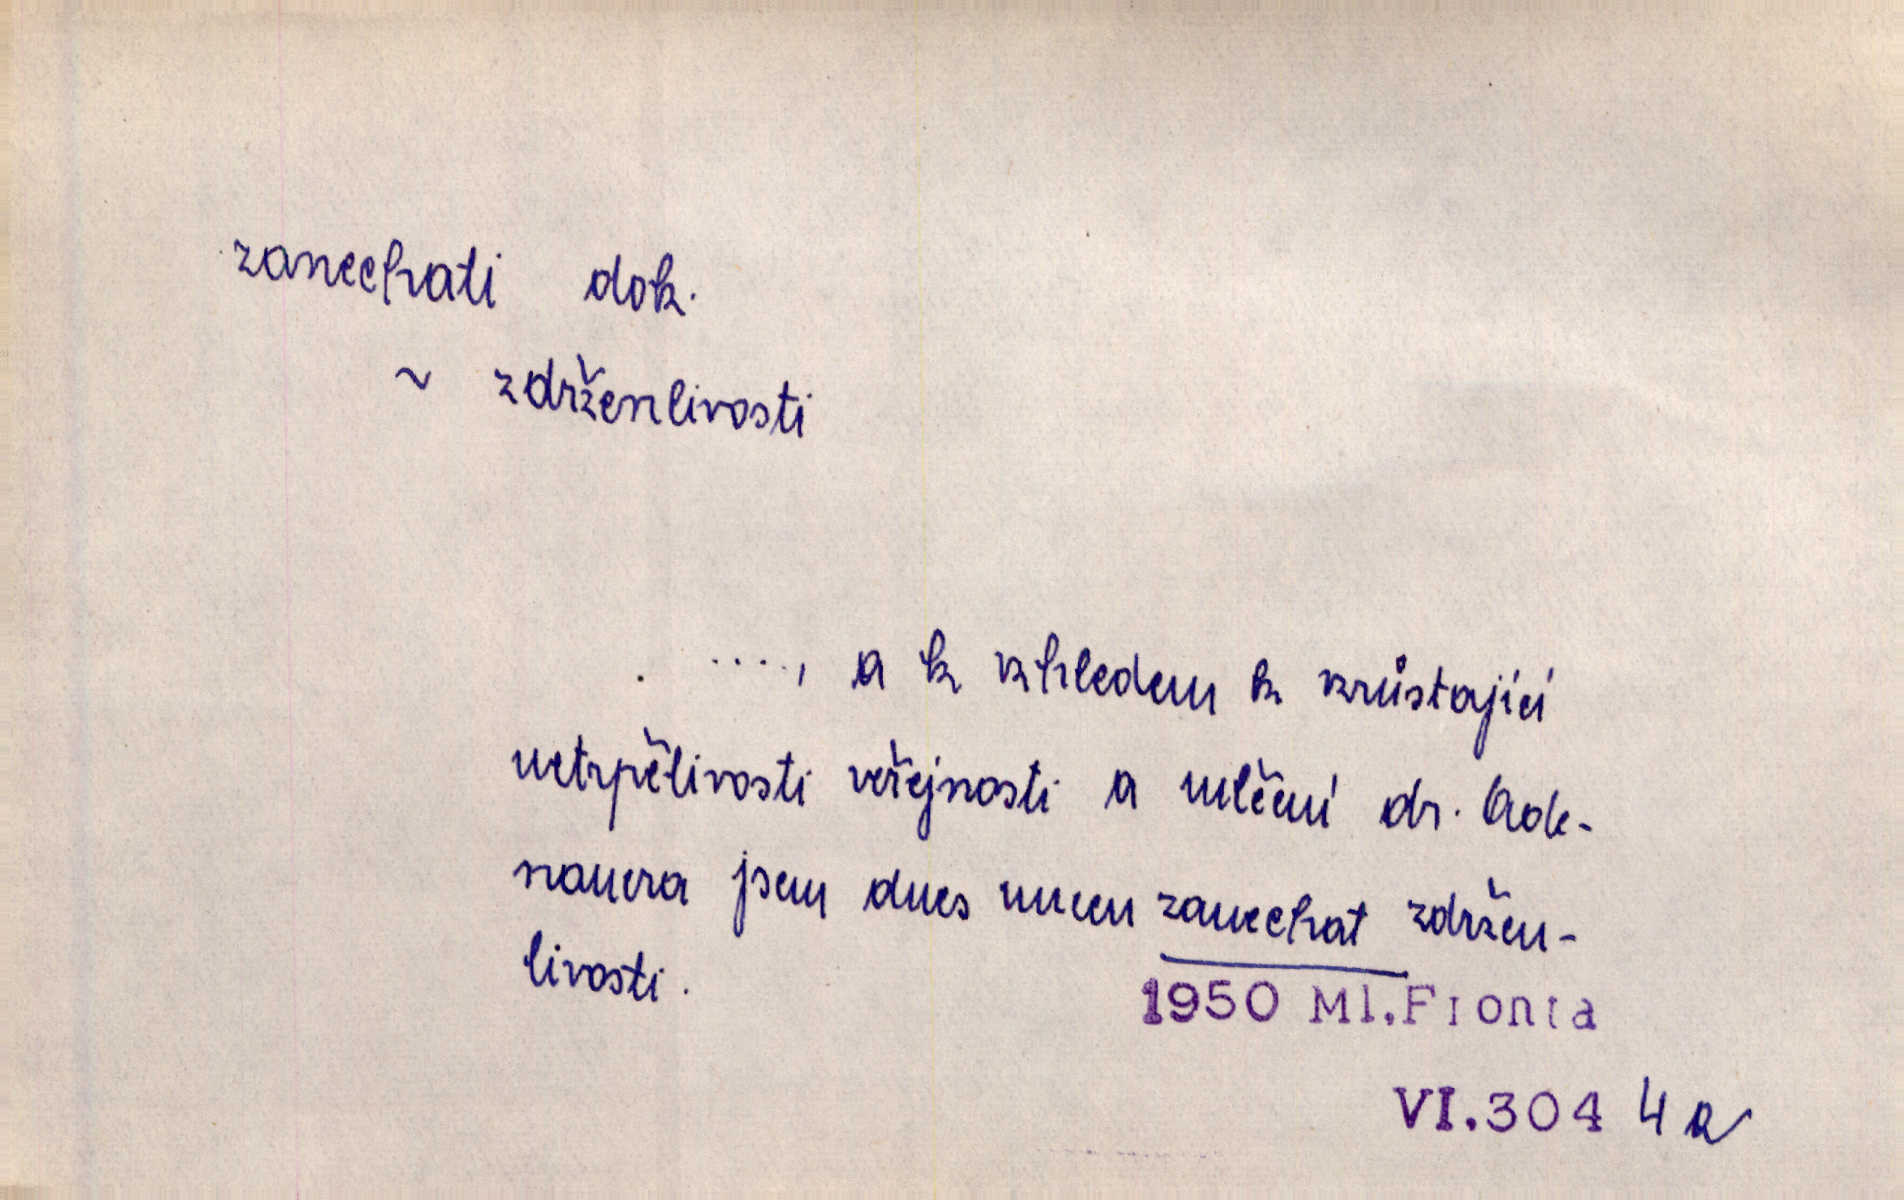 zanechati dok.
~ zdrženlivosti
...., a k vzhledem k vzrůstající
netrpělivosti veřejnosti a mlčení dr. Ade-
nauera jsem dnes nucen zanechat zdržen-
livosti.
1950 Ml.Fronta
VI.304 4a